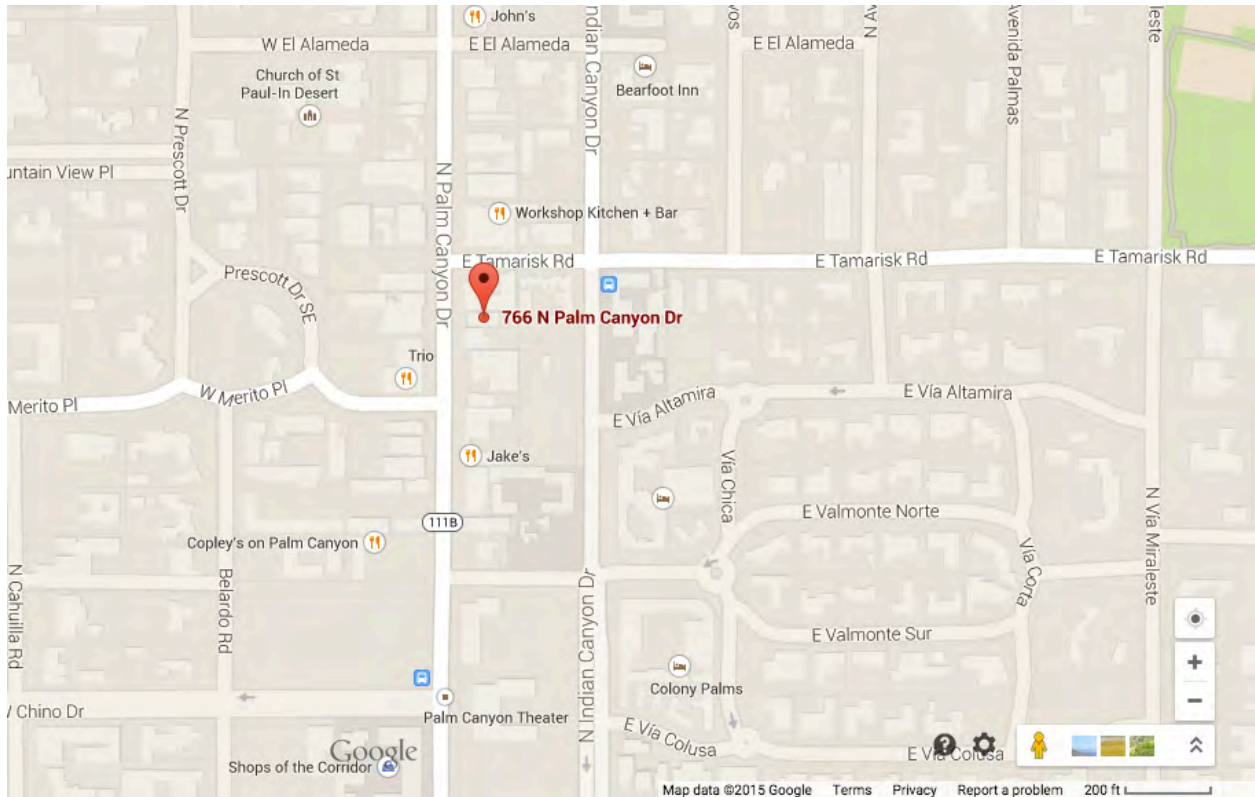 John's
W El Alameda
E El Alameda
E El Alameda
Indian Canyon Dr
N Av
Avenida Palmas
Church of St
Paul-In Desert
Bearfoot Inn
N Prescott Dr
untain View Pl
N Palm Canyon Dr
Workshop Kitchen + Bar
E Tamarisk Rd
E Tamarisk Rd
E Tamarisk Rd
Prescott Dr SE
766 N Palm Canyon Dr
Trio
W Merito Pl
Merito Pl
E Vía Altamira
E Vía Altamira
Jake's
Vía Chica
N Vía Miraleste
111B
E Valmonte Norte
Copley's on Palm Canyon
Vía Corta
N Cahuilla Rd
Belardo Rd
N Indian Canyon Dr
E Valmonte Sur
Colony Palms
Chino Dr
Palm Canyon Theater
E Vía Colusa
E Vía Colusa
Google
Shops of the Corridor
Map data ©2015 Google Terms Privacy Report a problem 200 ft